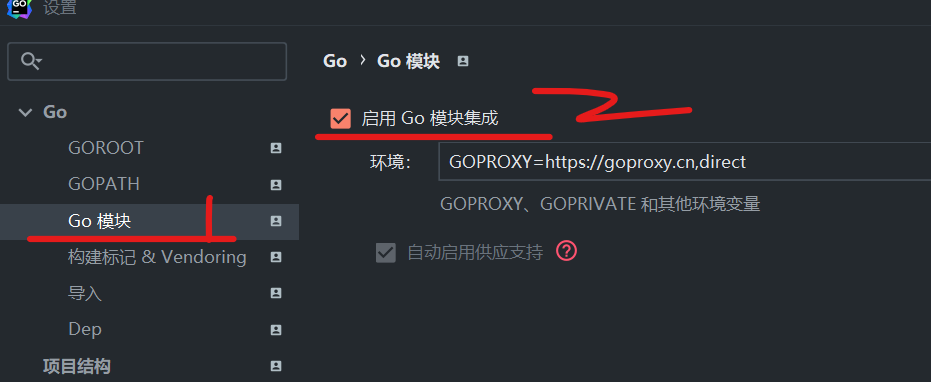 GO 设置
Go › Go 模块
Go
启用 Go 模块集成
GOROOT
环境： GOPROXY=https://goproxy.cn,direct
GOPATH
GOPROXY、GOPRIVATE 和其他环境变量
Go 模块
构建标记 & Vendoring
自动启用供应支持 ?
导入
Dep
项目结构